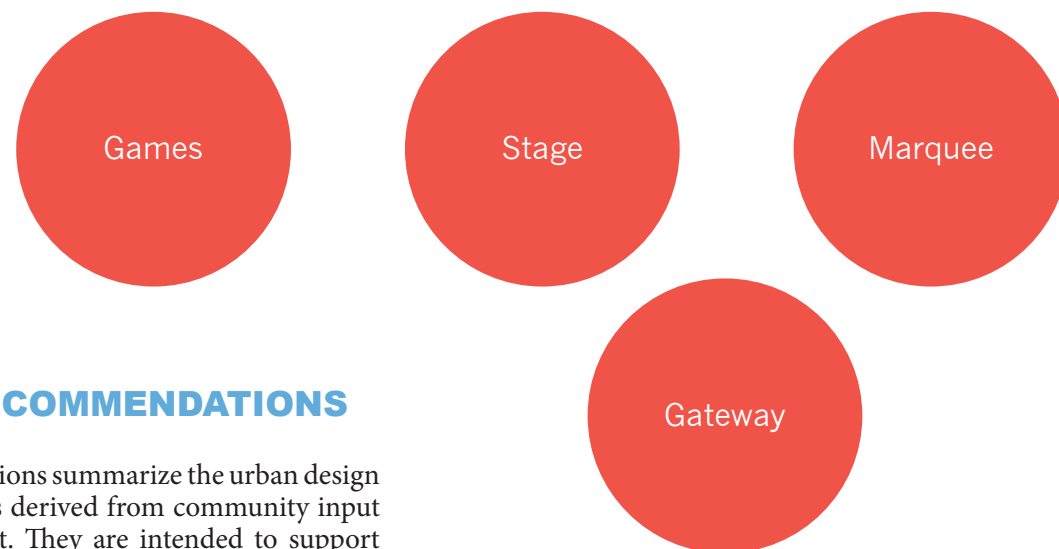 Games
Stage
Marquee
Gateway
COMMENDATIONS
ions summarize the urban design
s derived from community input
t. They are intended to support